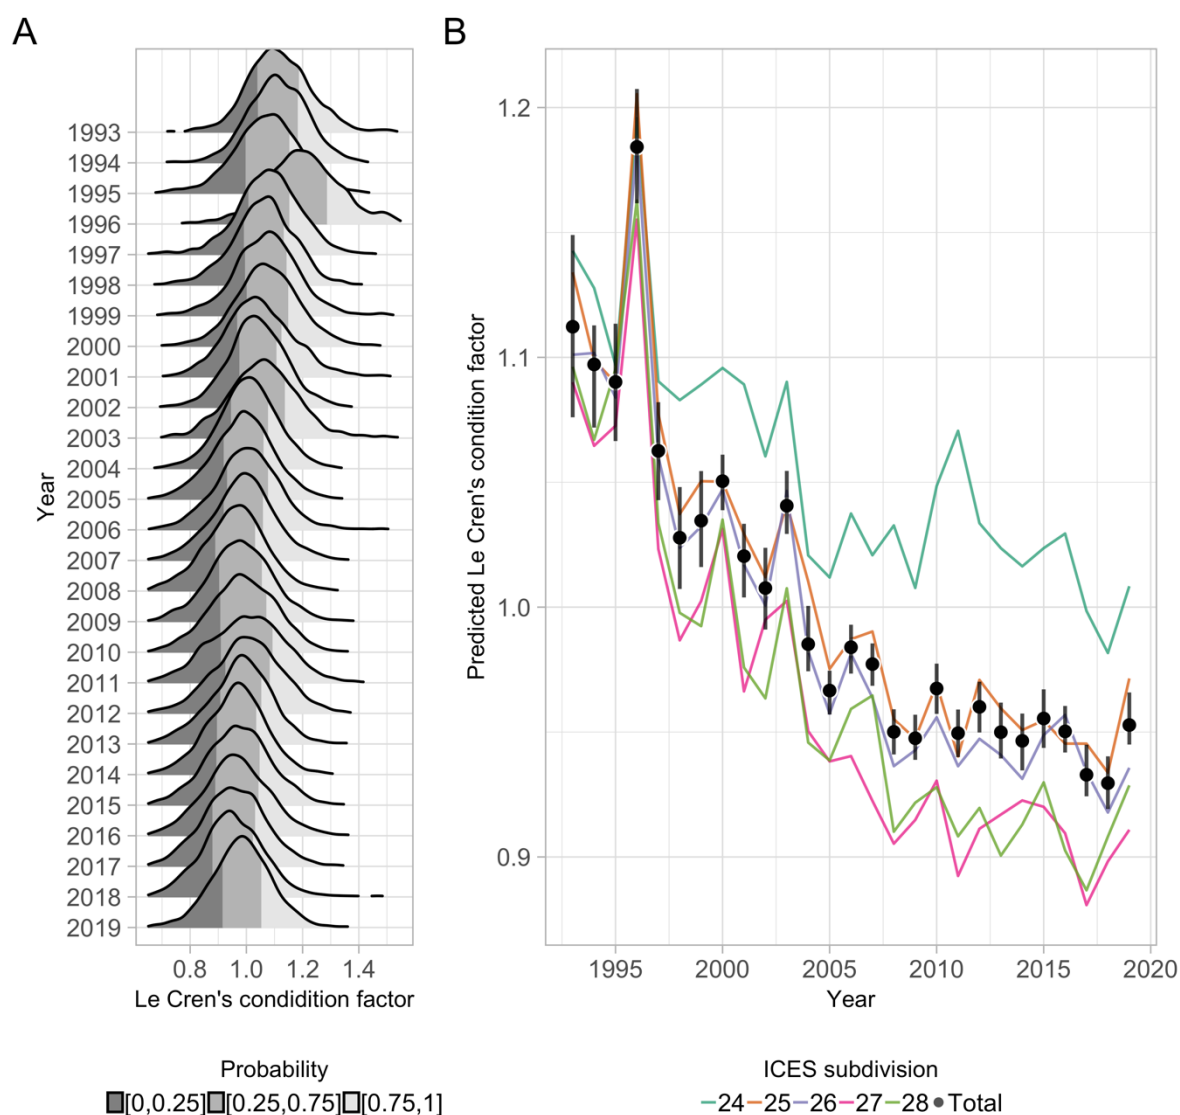 A
B
Year
1993
1994
1995
1996
1997
1998
1999
2000
2001
2002
2003
2004
2005
2006
2007
2008
2009
2010
2011
2012
2013
2014
2015
2016
2017
2018
2019
0.8 1.0 1.2 1.4
Le Cren's condidition factor
Predicted Le Cren's condition factor
1.2
1.1
1.0
0.9
1995 2000 2005 2010 2015 2020
Year
Probability
[0,0.25] [0.25,0.75] [0.75,1]
ICES subdivision
24 25 26 27 28 Total